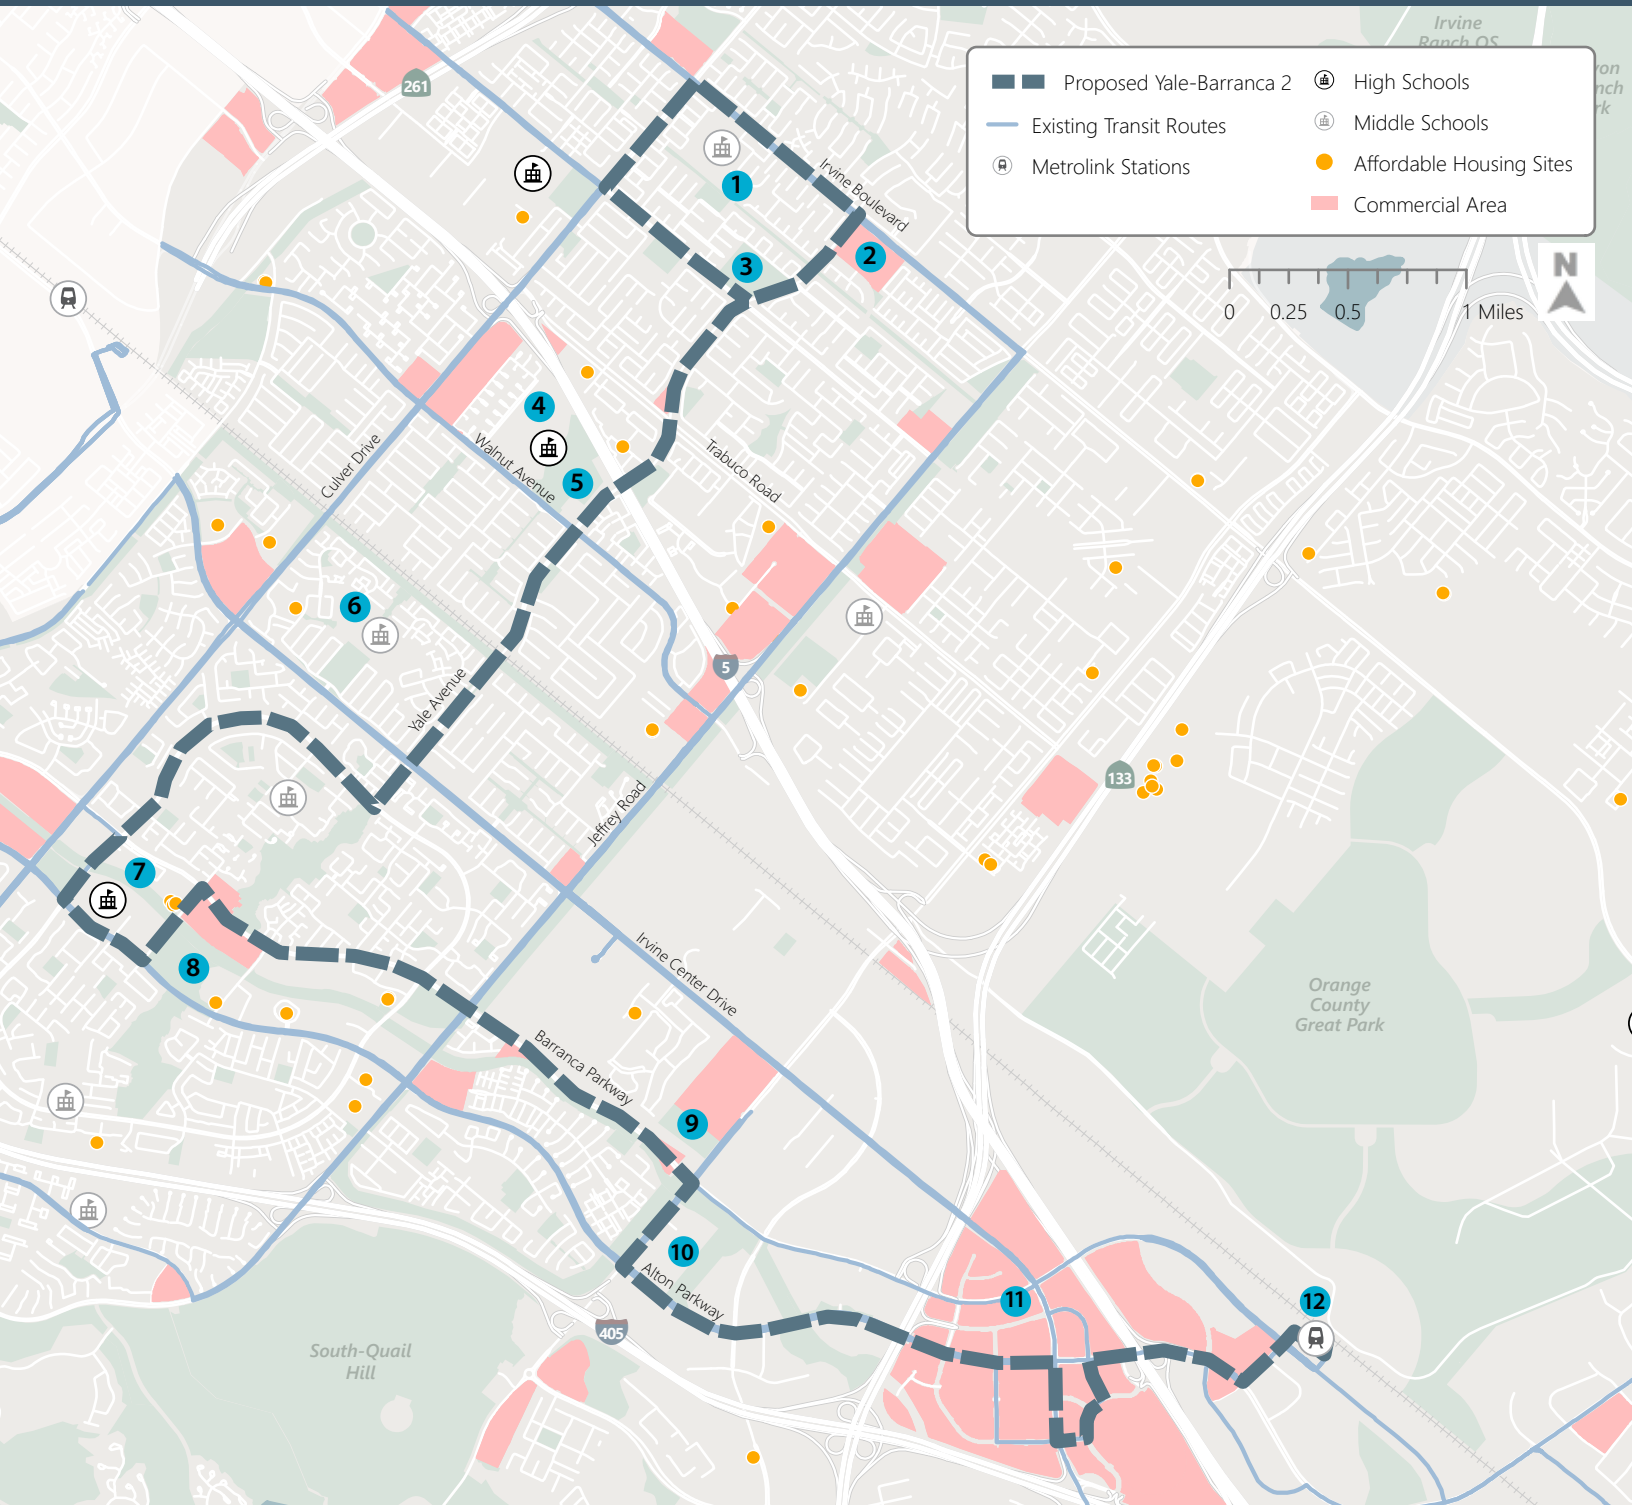 Irvine
Ranch OS
Proposed Yale-Barranca 2
Existing Transit Routes
Metrolink Stations
High Schools
Middle Schools
Affordable Housing Sites
Commercial Area
N
0 0.25 0.5 1 Miles
261
1
Irvine Boulevard
2
3
4
5
Walnut Avenue
Culver Drive
Trabuco Road
6
5
Yale Avenue
133
Jeffrey Road
7
8
Irvine Center Drive
Orange
County
Great Park
Barranca Parkway
9
10
Alton Parkway
11
12
405
South-Quail
Hill